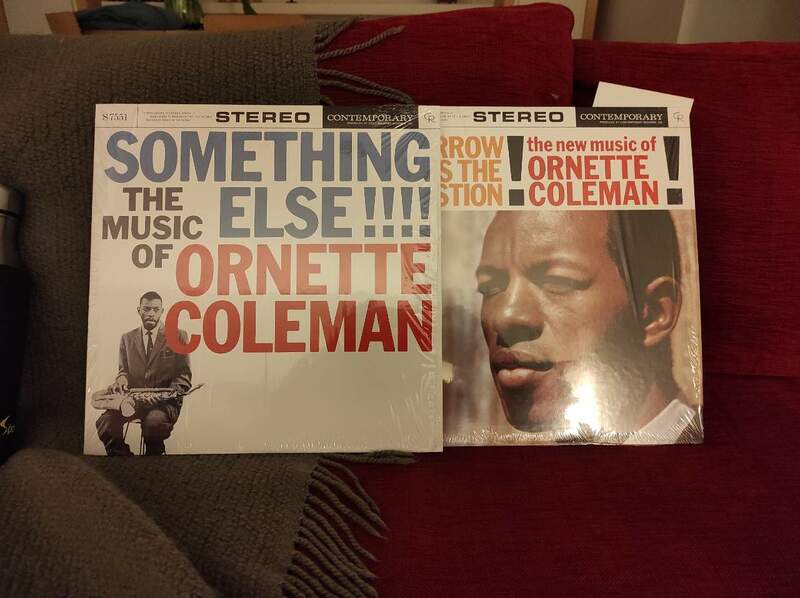 S7551 STEREO CONTEMPORARY
SOMETHING
ELSE!!!!
THE
MUSIC
OF
ORNETTE
COLEMAN
STEREO CONTEMPORARY
RROW
S THE
STION!
the new music of
ORNETTE
COLEMAN!
Spe